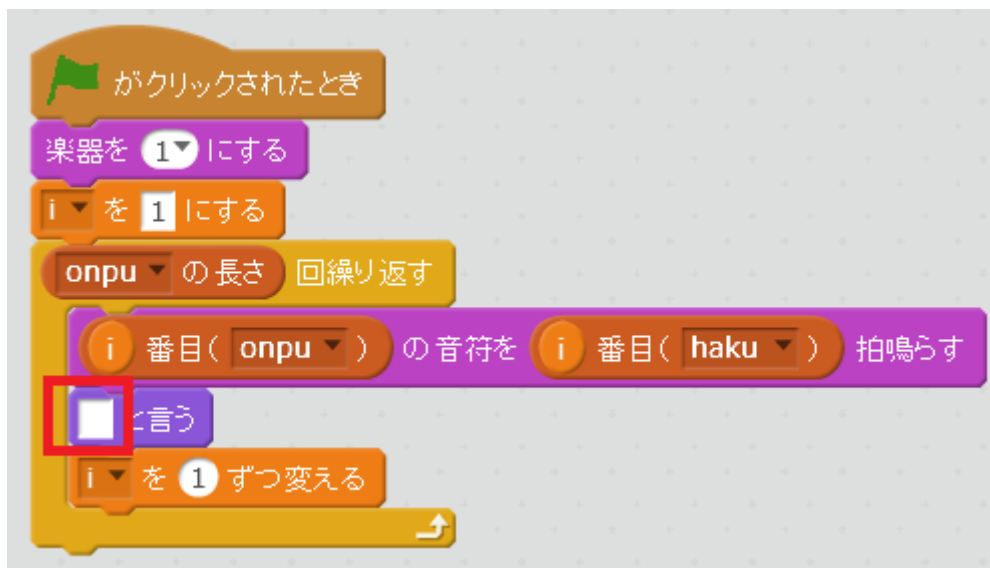 がクリックされたとき
楽器を 1 にする
i を 1 にする
onpu の長さ 回繰り返す
i 番目( onpu ) の音符を i 番目( haku ) 拍鳴らす
と言う
i を 1 ずつ変える